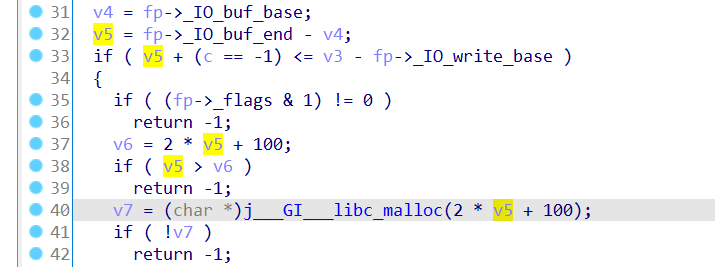 31 v4 = fp->_IO_buf_base;
32 v5 = fp->_IO_buf_end - v4;
33 if ( v5 + (c == -1) <= v3 - fp->_IO_write_base )
34 {
35 if ( (fp->_flags & 1) != 0 )
36 return -1;
37 v6 = 2 * v5 + 100;
38 if ( v5 > v6 )
39 return -1;
40 v7 = (char *)j___GI___libc_malloc(2 * v5 + 100);
41 if ( !v7 )
42 return -1;